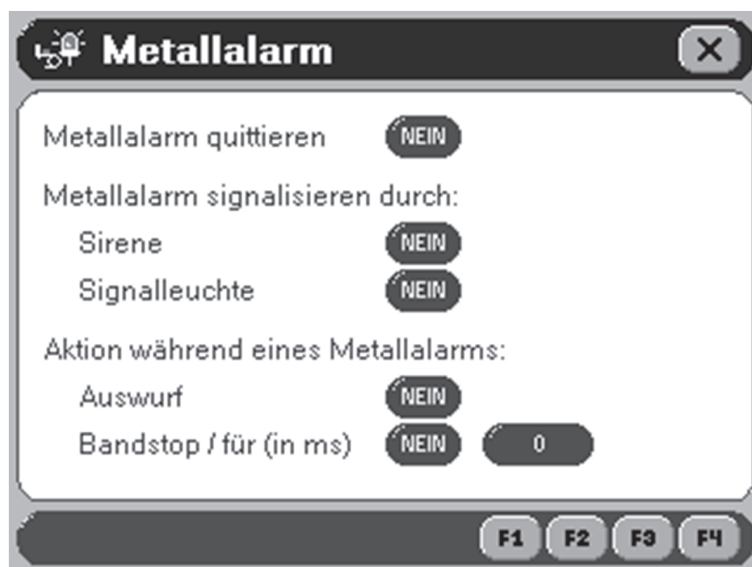 Metallalarm
Metallalarm quittieren NEIN
Metallalarm signalisieren durch:
Sirene NEIN
Signalleuchte NEIN
Aktion während eines Metallalarms:
Auswurf NEIN
Bandstop / für (in ms) NEIN 0
F1 F2 F3 F4